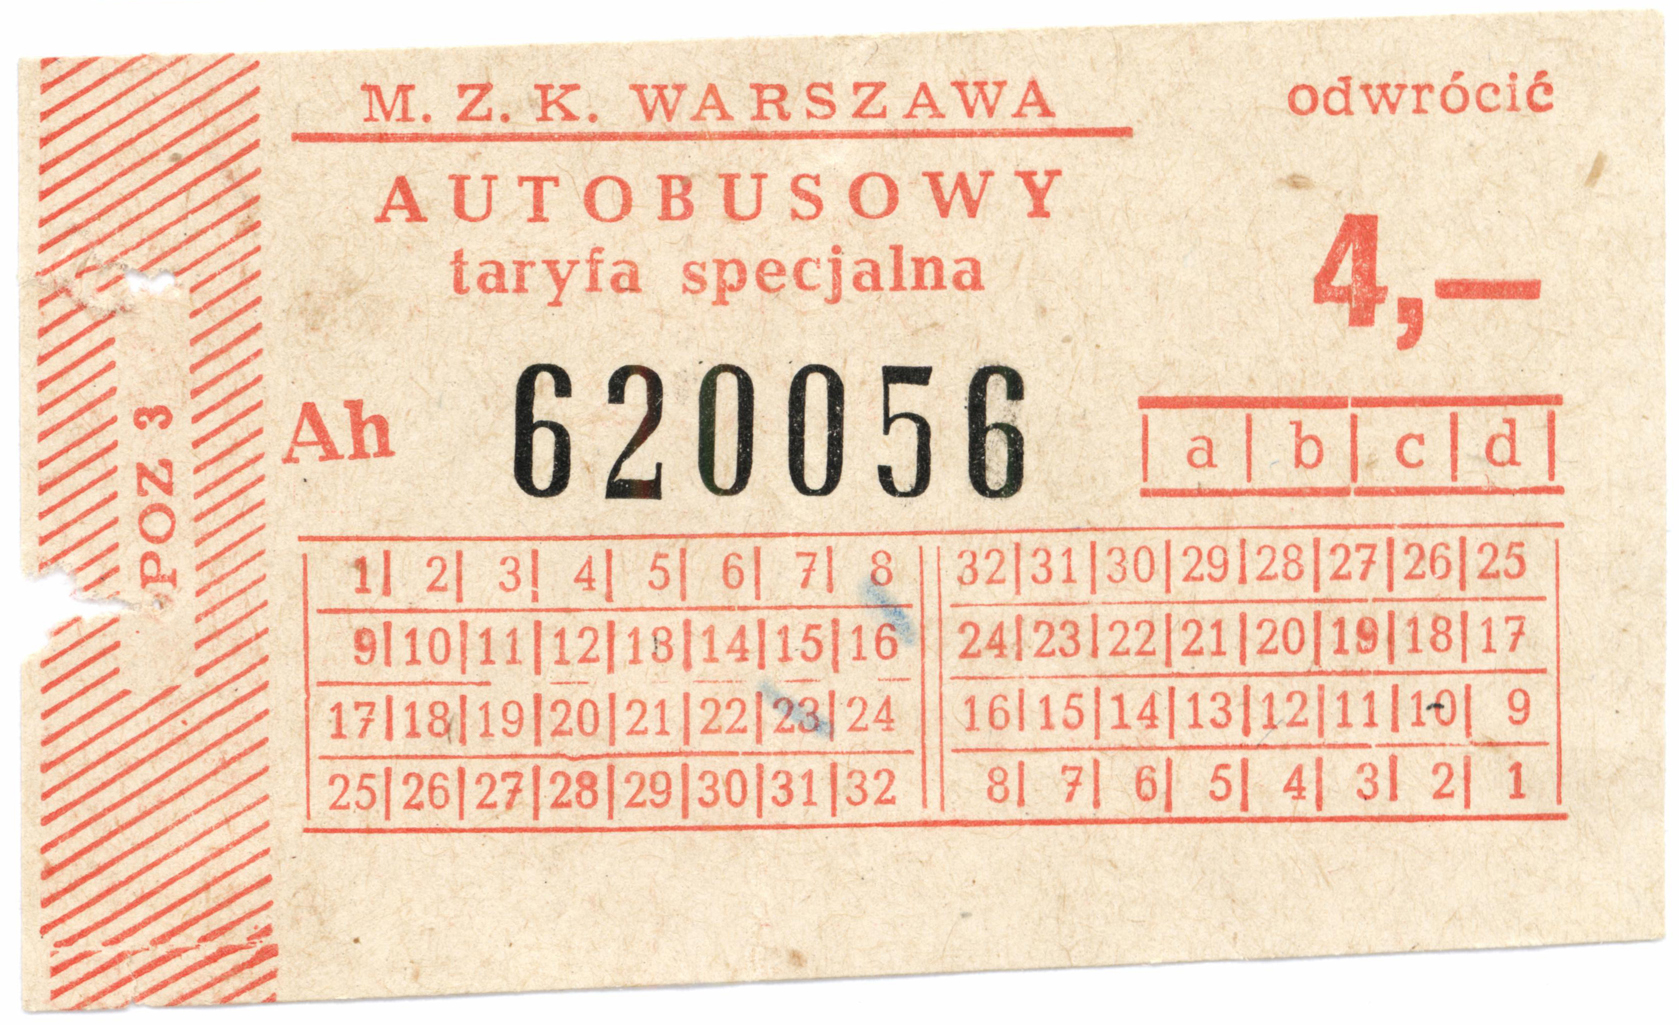 M. Z. K. WARSZAWA
odwrócić
AUTOBUSOWY
taryfa specjalna
4,—
Ah 620056
a b c d
POZ 3
1 2 3 4 5 6 7 8 32 31 30 29 28 27 26 25
9 10 11 12 18 14 15 16 24 23 22 21 20 19 18 17
17 18 19 20 21 22 23 24 16 15 14 13 12 11 10 9
25 26 27 28 29 30 31 32 8 7 6 5 4 3 2 1